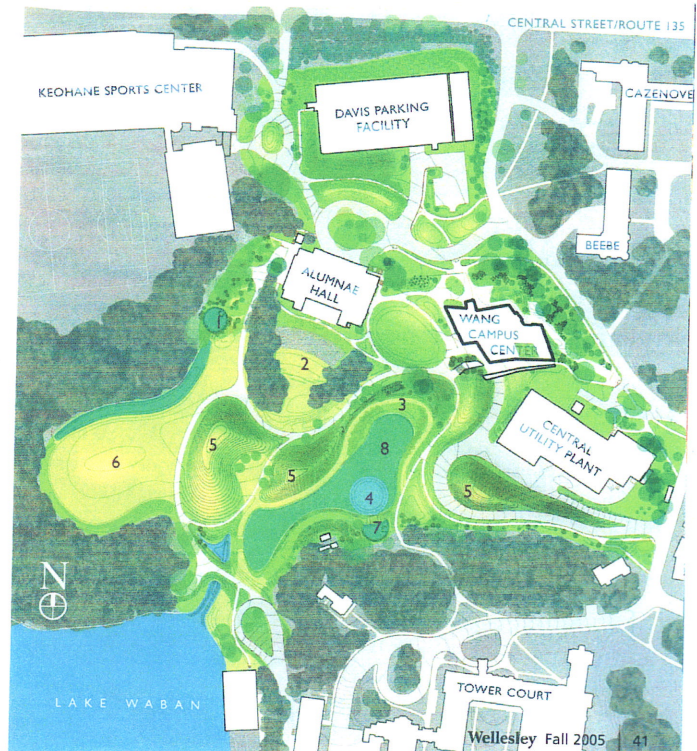 CENTRAL STREET/ROUTE 135
KEOHANE SPORTS CENTER
DAVIS PARKING
FACILITY
CAZENOVE
BEEBE
ALUMNAE
HALL
WANG
CAMPUS
CENTER
1
2
3
CENTRAL
UTILITY PLANT
5
8
6
5
4
5
7
N
LAKE WABAN
TOWER COURT
Wellesley Fall 2005 | 41